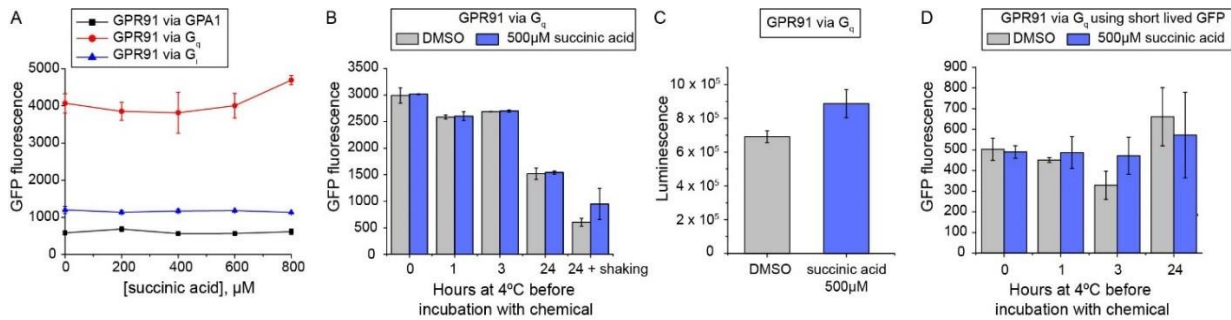 A
GPR91 via GPA1
GPR91 via Gq
GPR91 via Gi
GFP fluorescence
5000
4000
3000
2000
1000
0
0 200 400 600 800
[succinic acid], µM
B
GPR91 via Gq
DMSO 500µM succinic acid
GFP fluorescence
3500
3000
2500
2000
1500
1000
500
0
0 1 3 24 24 + shaking
Hours at 4ºC before
incubation with chemical
C
GPR91 via Gq
Luminescence
10 x 10⁵
8 x 10⁵
6 x 10⁵
4 x 10⁵
2 x 10⁵
0
DMSO succinic acid
500µM
D
GPR91 via Gq using short lived GFP
DMSO 500µM succinic acid
GFP fluorescence
900
800
700
600
500
400
300
200
100
0
0 1 3 24
Hours at 4ºC before
incubation with chemical